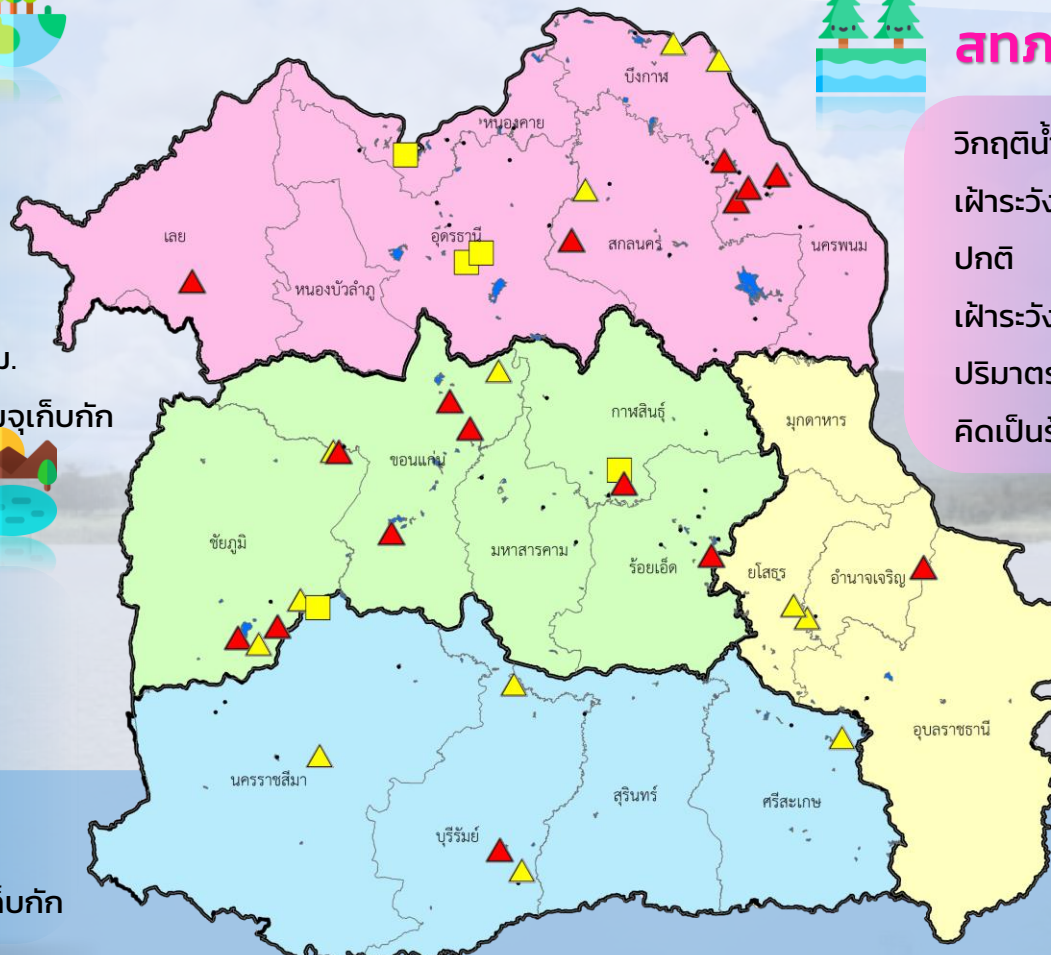 สทภ
วิกฤติน้ำ
เฝ้าระวัง
ปกติ
เฝ้าระวัง
ปริมาตร
คิดเป็นร้
บึงกาฬ
หนองคาย
เลย
อุดรธานี
สกลนคร
นครพนม
หนองบัวลำภู
ม.
จุเก็บกัก
กาฬสินธุ์
มุกดาหาร
ขอนแก่น
ชัยภูมิ
มหาสารคาม
ร้อยเอ็ด
ยโสธร
อำนาจเจริญ
อุบลราชธานี
นครราชสีมา
สุรินทร์
ศรีสะเกษ
บุรีรัมย์
ก็บกัก